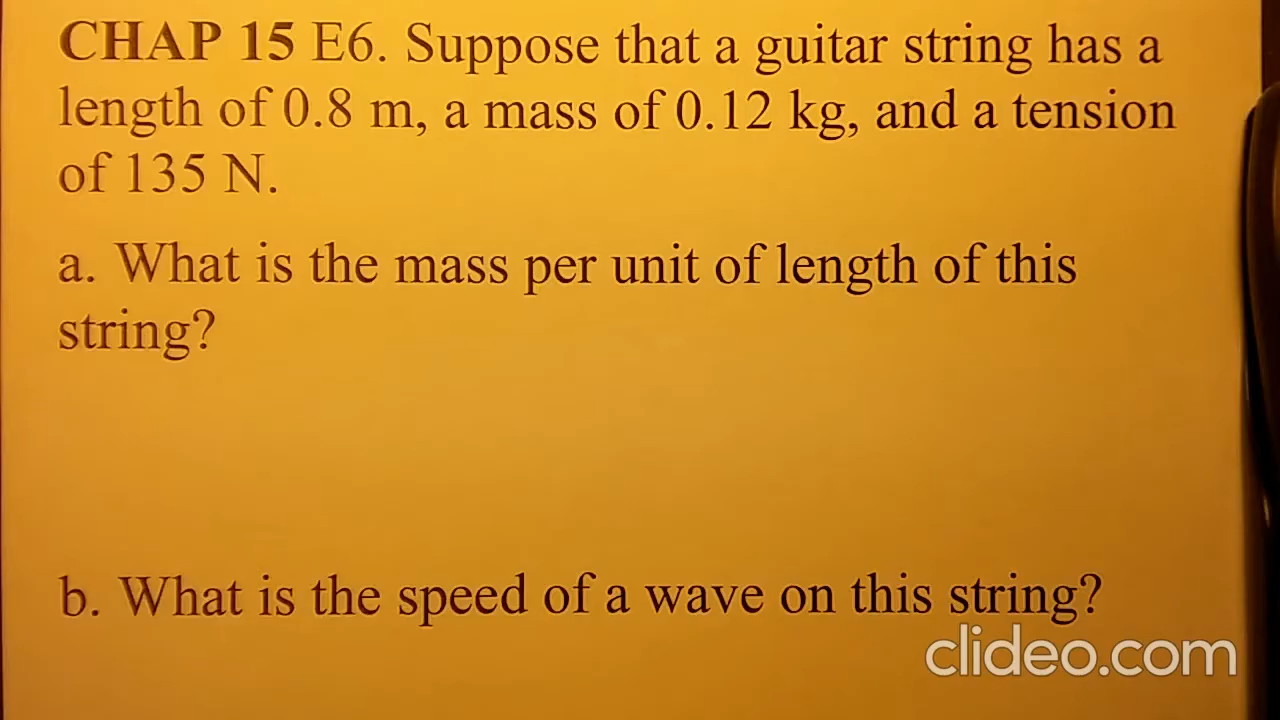 CHAP 15 E6. Suppose that a guitar string has a
length of 0.8 m, a mass of 0.12 kg, and a tension
of 135 N.
a. What is the mass per unit of length of this
string?
b. What is the speed of a wave on this string?
clideo.com